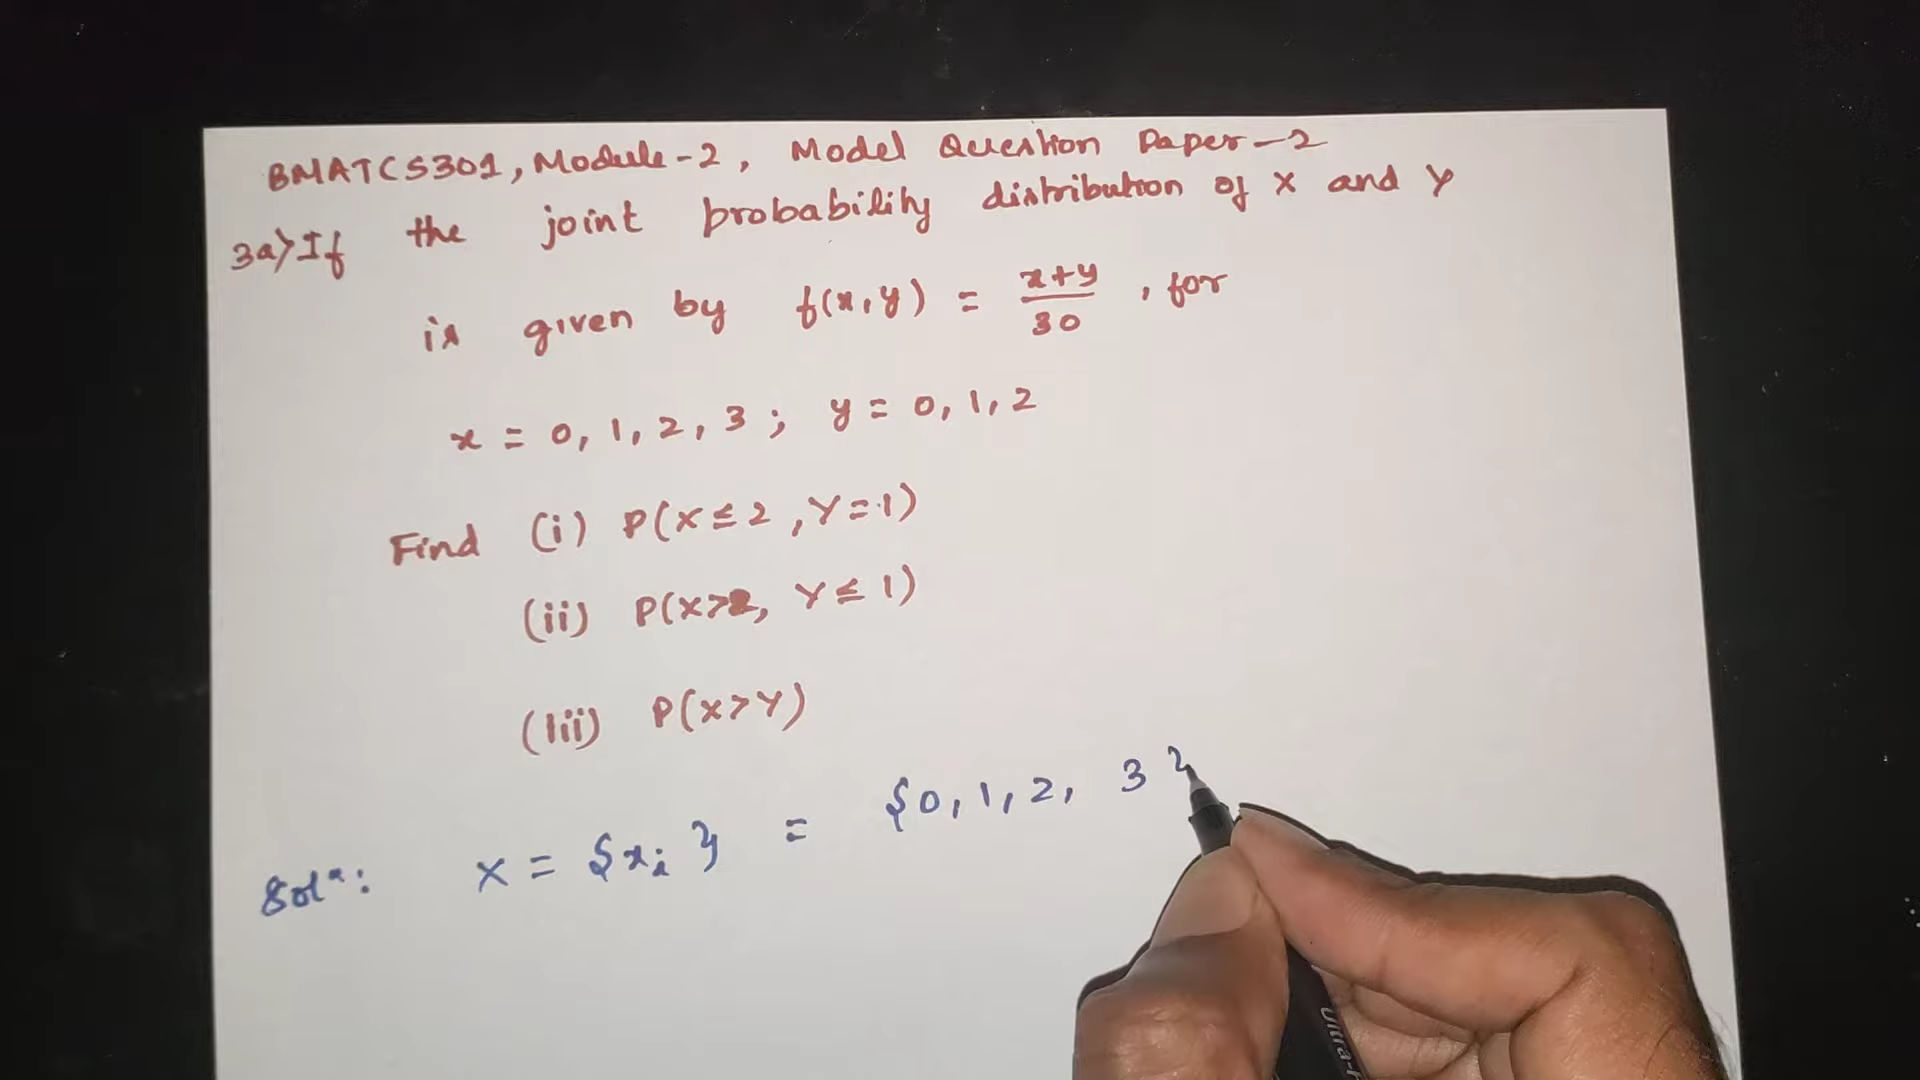 BMATCS301, Module-2, Model Question Paper-2
3a) If the joint probability distribution of X and Y
is given by f(x,y) = x+y/30, for
x = 0, 1, 2, 3; y = 0, 1, 2
Find (i) P(X≤2, Y=1)
(ii) P(X>2, Y≤1)
(iii) P(X>Y)
Solⁿ: X = {xᵢ} = {0, 1, 2, 3}